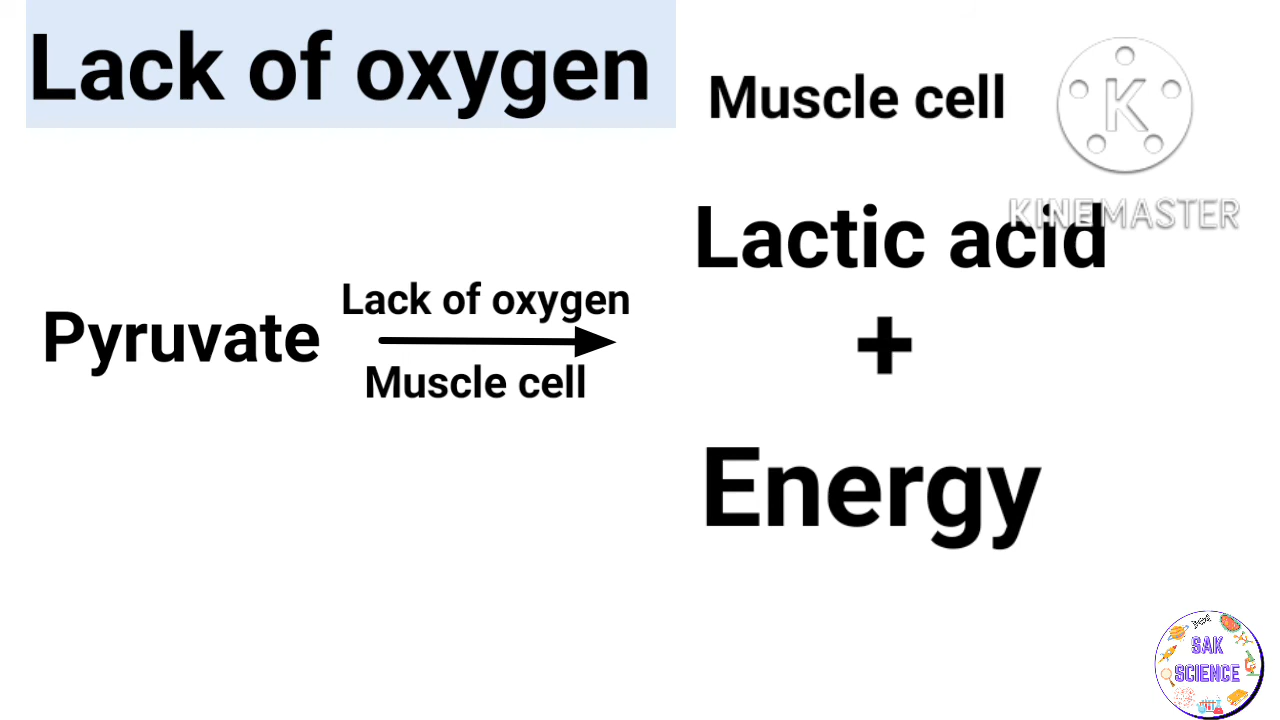 Lack of oxygen
Muscle cell
KINEMASTER
Lactic acid
+
Lack of oxygen
Pyruvate
Muscle cell
Energy
SAK
SCIENCE